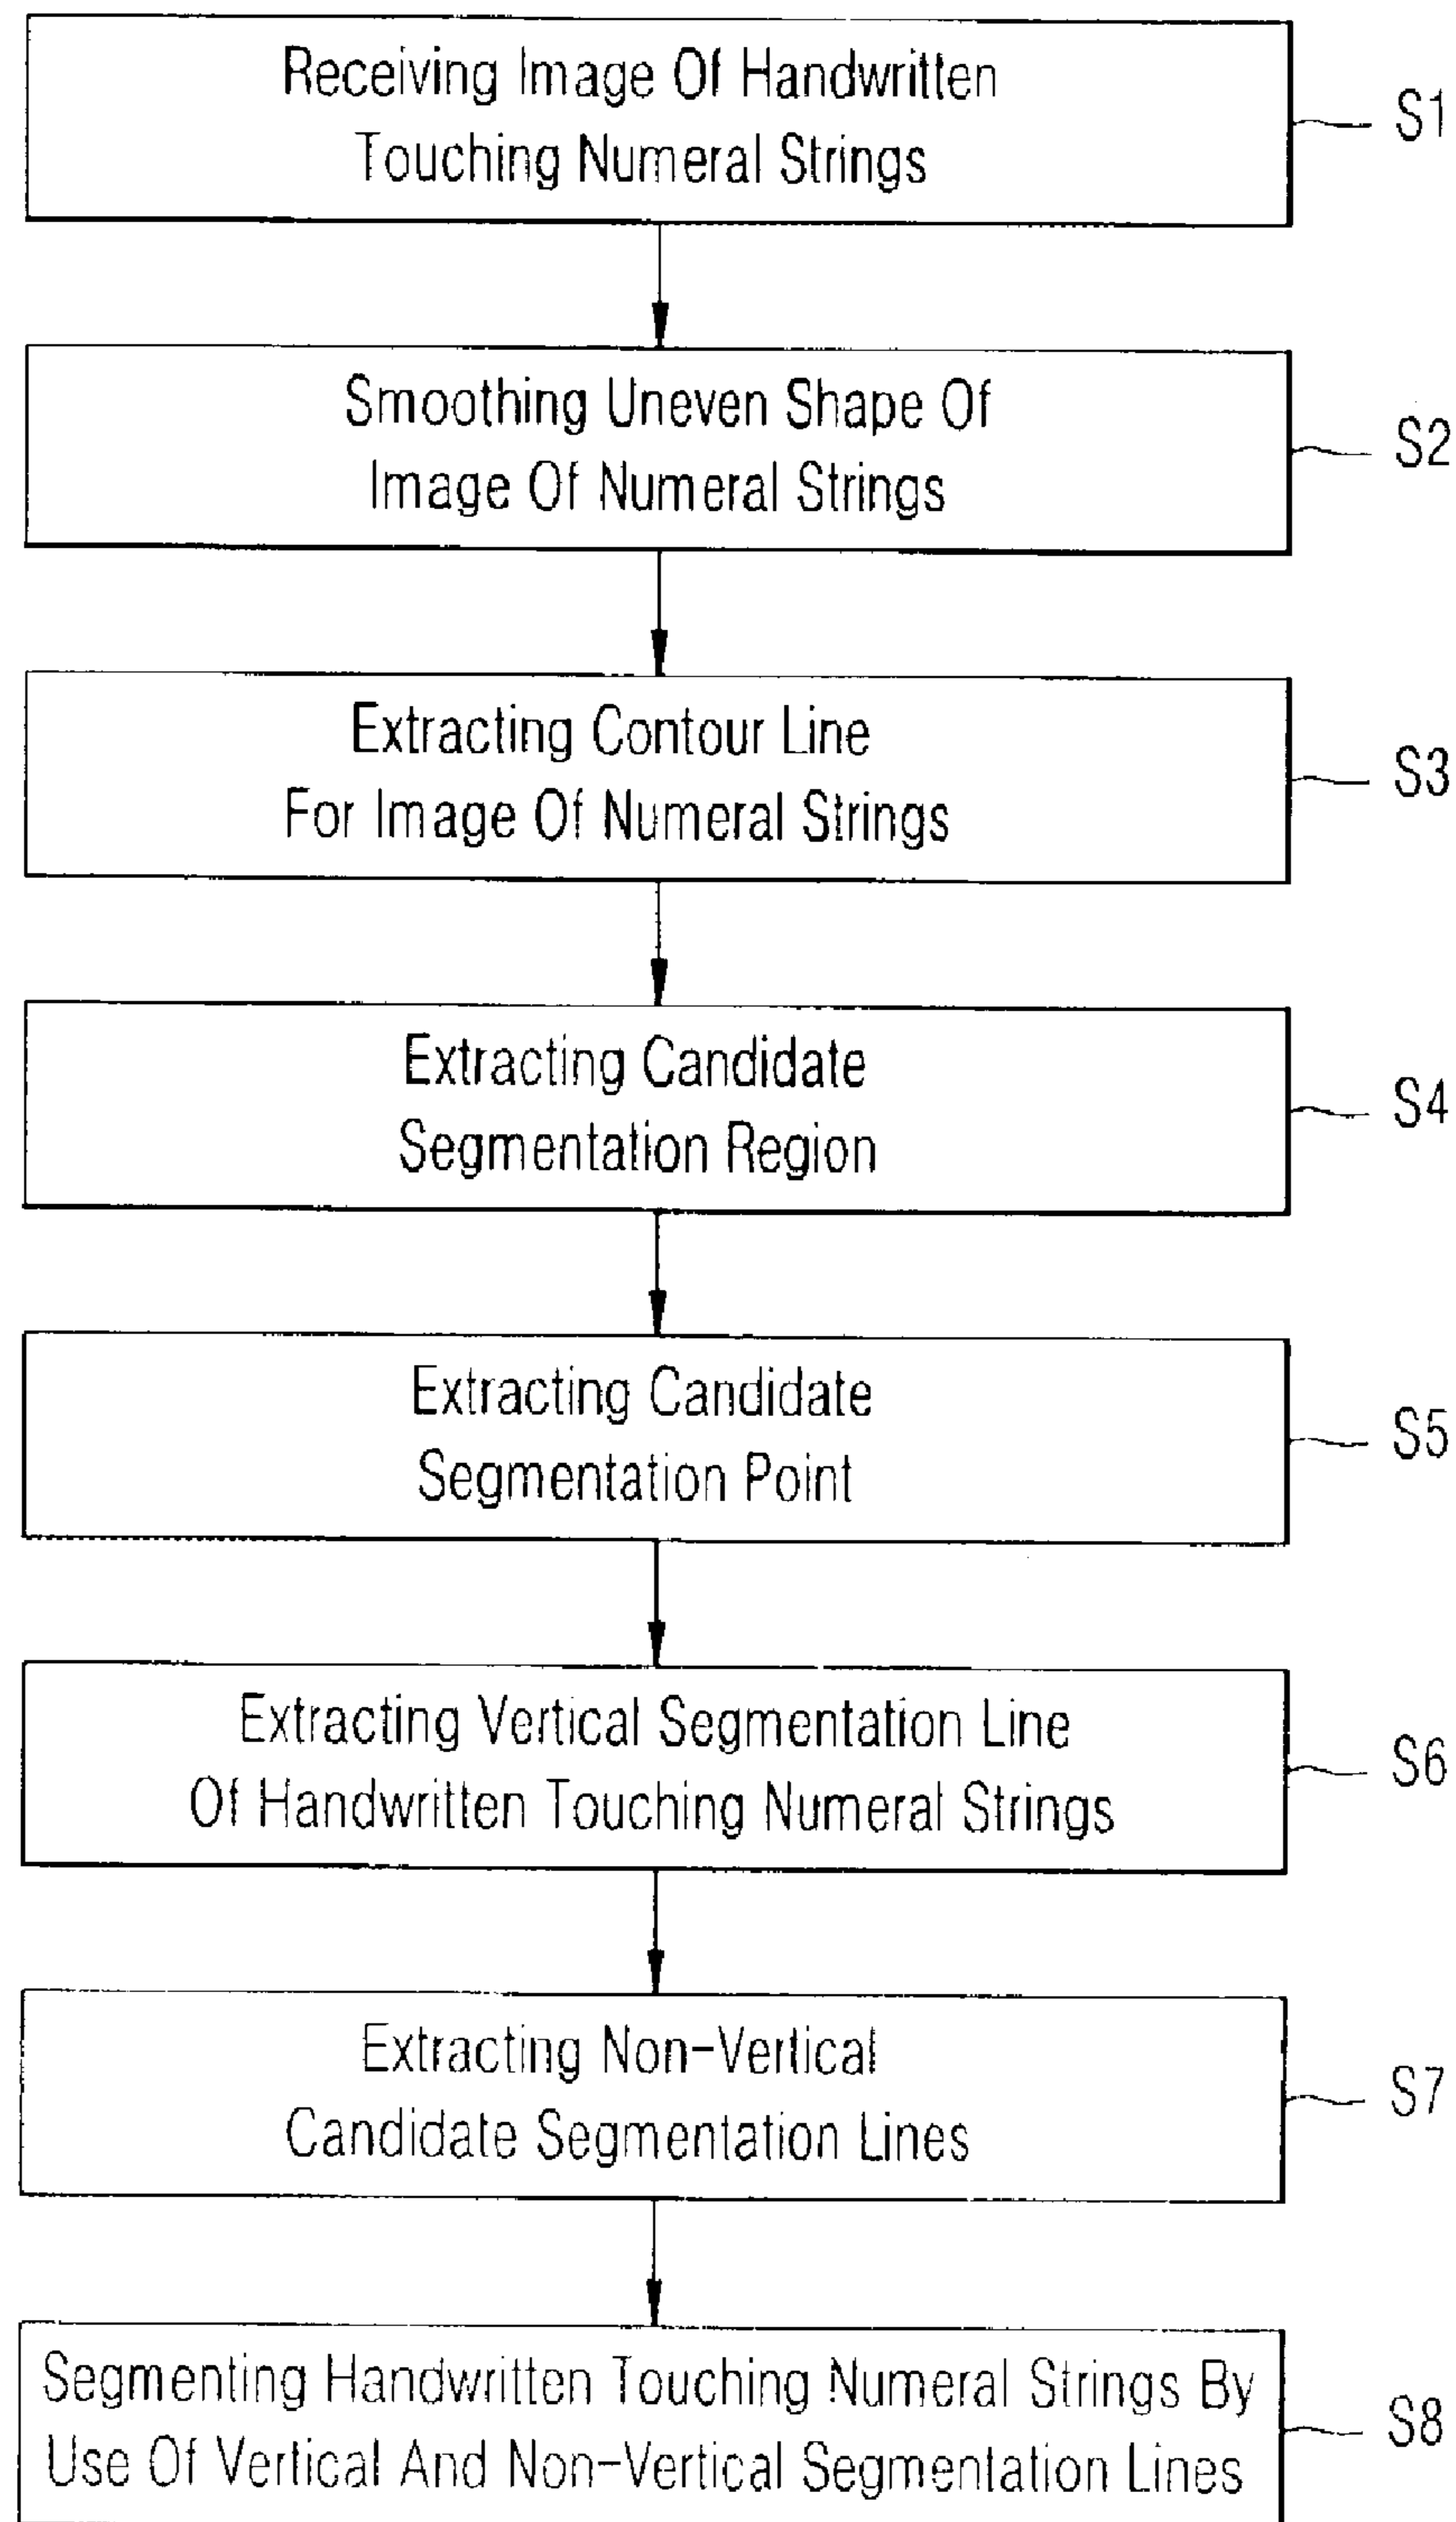 Receiving Image Of Handwritten
Touching Numeral Strings
S1
Smoothing Uneven Shape Of
Image Of Numeral Strings
S2
Extracting Contour Line
For Image Of Numeral Strings
S3
Extracting Candidate
Segmentation Region
S4
Extracting Candidate
Segmentation Point
S5
Extracting Vertical Segmentation Line
Of Handwritten Touching Numeral Strings
S6
Extracting Non-Vertical
Candidate Segmentation Lines
S7
Segmenting Handwritten Touching Numeral Strings By
Use Of Vertical And Non-Vertical Segmentation Lines
S8